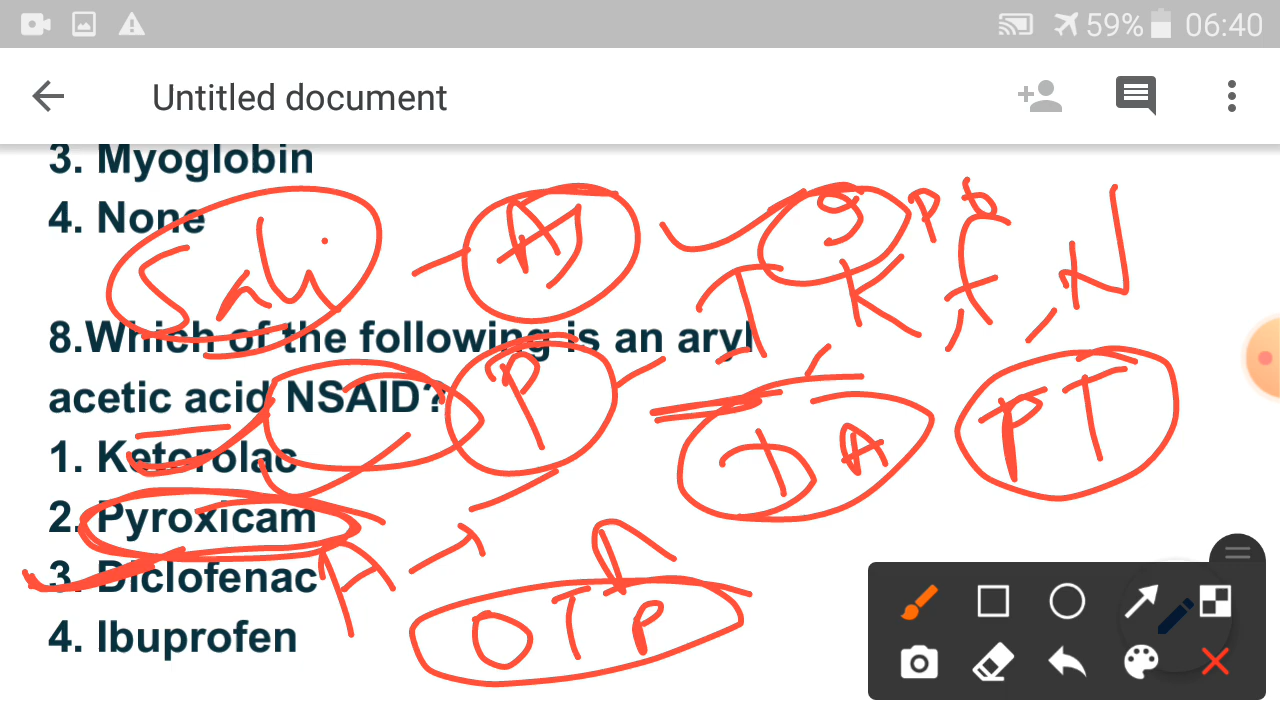 59% 06:40
Untitled document
3. Myoglobin
4. None
Sali - A
g p
T K f, N
8.Which of the following is an aryl
acetic acid NSAID?
P
DA
PT
1. Ketorolac
2. Pyroxicam
3. Diclofenac
A
4. Ibuprofen
OTP